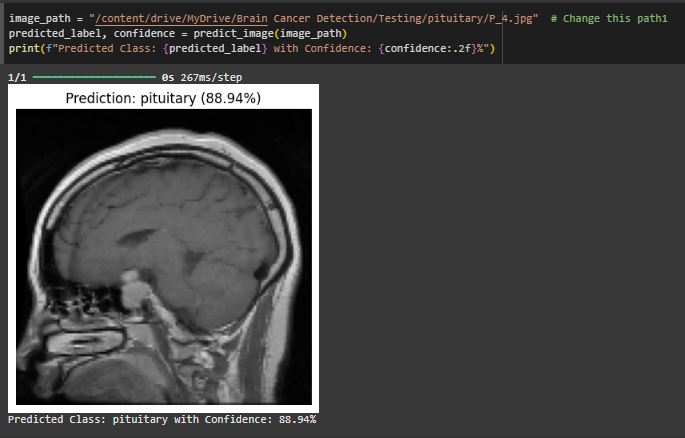 image_path = "/content/drive/MyDrive/Brain Cancer Detection/Testing/pituitary/P_4.jpg"  # Change this path1
predicted_label, confidence = predict_image(image_path)
print(f"Predicted Class: {predicted_label} with Confidence: {confidence:.2f}%")
1/1 ━━━━━━━━━━━━━━━━━━━━ 0s 267ms/step
Prediction: pituitary (88.94%)
Predicted Class: pituitary with Confidence: 88.94%